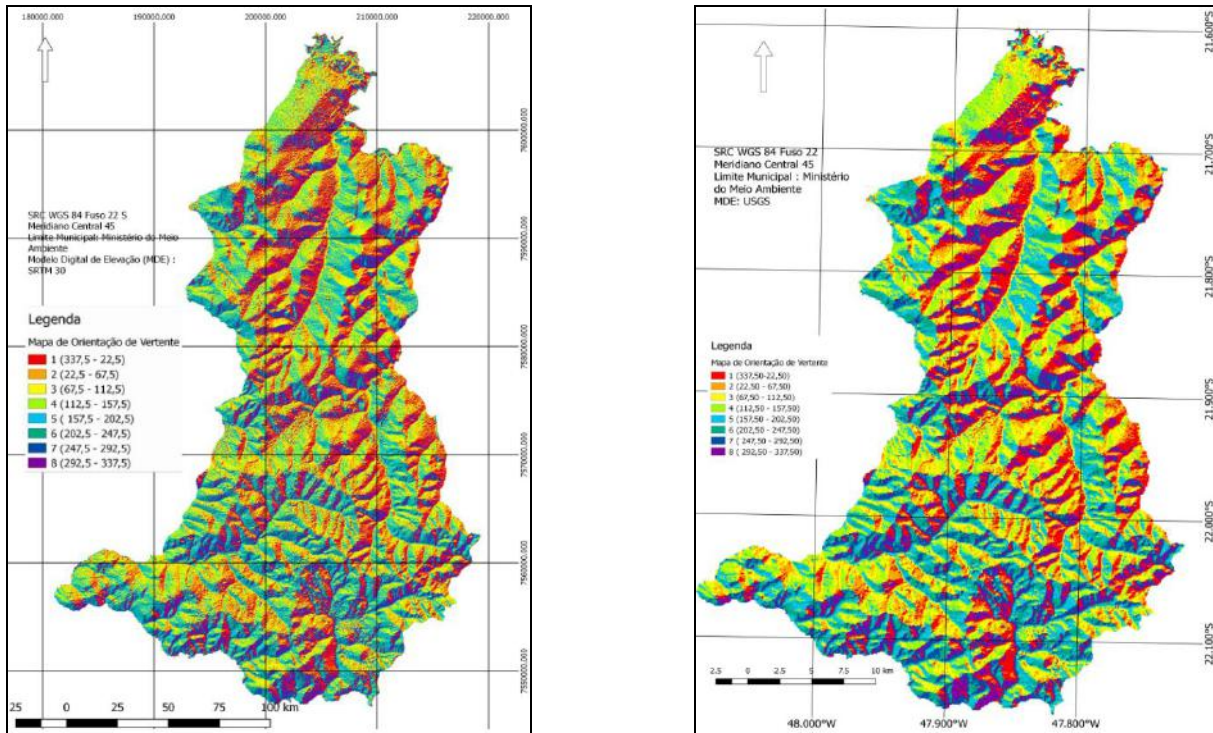 180000.000 190000.000 200000.000 210000.000 220000.000
7600000.000
7590000.000
7580000.000
7570000.000
7560000.000
7550000.000
SRC WGS 84 Fuso 22 S
Meridiano Central 45
Limite Municipal: Ministério do Meio
Ambiente
Modelo Digital de Elevação (MDE) :
SRTM 30
Legenda
Mapa de Orientação de Vertente
1 (337,5 - 22,5)
2 (22,5 - 67,5)
3 (67,5 - 112,5)
4 (112,5 - 157,5)
5 ( 157,5 - 202,5)
6 (202,5 - 247,5)
7 (247,5 - 292,5)
8 (292,5 - 337,5)
25 0 25 50 75 100 km
21.600°S
21.700°S
21.800°S
21.900°S
22.000°S
22.100°S
SRC WGS 84 Fuso 22
Meridiano Central 45
Limite Municipal : Ministério
do Meio Ambiente
MDE: USGS
Legenda
Mapa de Orientação de Vertente
1 (337,50-22,50)
2 (22,50 - 67,50)
3 (67,50 - 112,50)
4 (112,50 - 157,50)
5 (157,50 - 202,50)
6 (202,50 - 247,50)
7 ( 247,50 - 292,50)
8 ( 292,50 - 337,50)
2.5 0 2.5 5 7.5 10 km
48.000°W 47.900°W 47.800°W